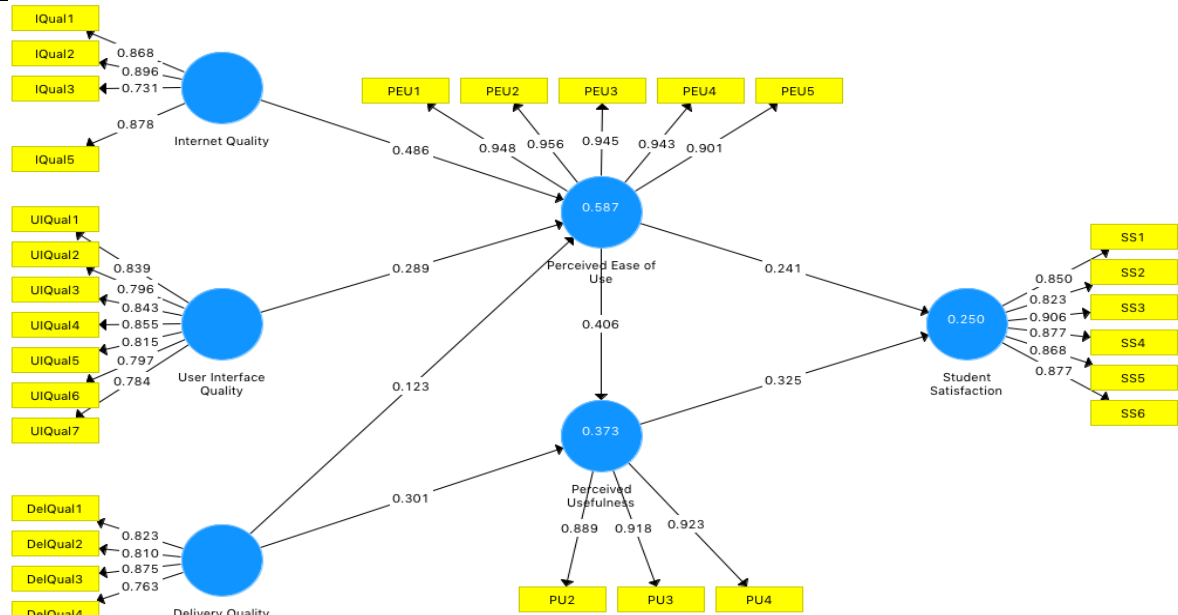 IQual1
IQual2
IQual3
IQual5
0.868
0.896
0.731
0.878
Internet Quality
UIQual1
UIQual2
UIQual3
UIQual4
UIQual5
UIQual6
UIQual7
0.839
0.796
0.843
0.855
0.815
0.797
0.784
User Interface
Quality
DelQual1
DelQual2
DelQual3
DelQual4
0.823
0.810
0.875
0.763
Delivery Quality
0.486
0.289
0.123
0.301
PEU1
PEU2
PEU3
PEU4
PEU5
0.948
0.956
0.945
0.943
0.901
0.587
Perceived Ease of
Use
0.406
0.373
Perceived
Usefulness
0.889
0.918
0.923
PU2
PU3
PU4
0.241
0.325
0.250
Student
Satisfaction
0.850
0.823
0.906
0.877
0.868
0.877
SS1
SS2
SS3
SS4
SS5
SS6